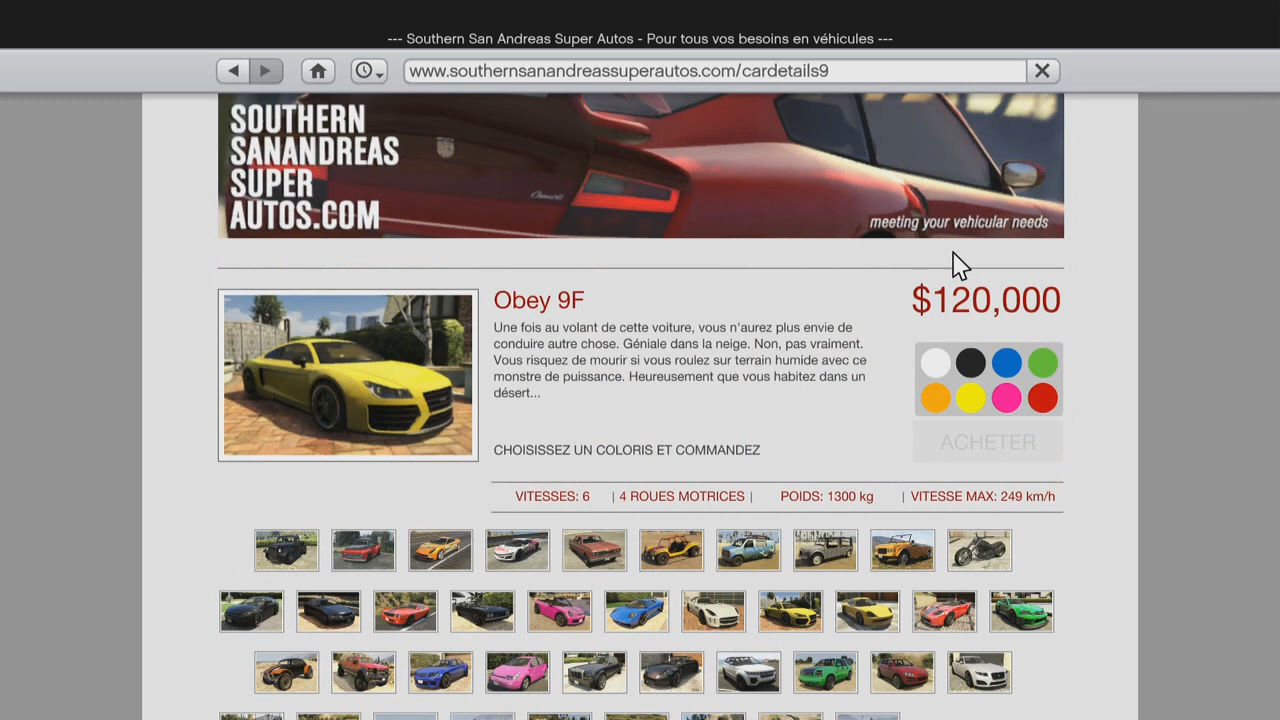 --- Southern San Andreas Super Autos - Pour tous vos besoins en véhicules ---
www.southernsanandreassuperautos.com/cardetails9
SOUTHERN
SANANDREAS
SUPER
AUTOS.COM
meeting your vehicular needs
Obey 9F
$120,000
Une fois au volant de cette voiture, vous n'aurez plus envie de
conduire autre chose. Géniale dans la neige. Non, pas vraiment.
Vous risquez de mourir si vous roulez sur terrain humide avec ce
monstre de puissance. Heureusement que vous habitez dans un
désert...
CHOISISSEZ UN COLORIS ET COMMANDEZ
ACHETER
VITESSES: 6 | 4 ROUES MOTRICES | POIDS: 1300 kg | VITESSE MAX: 249 km/h